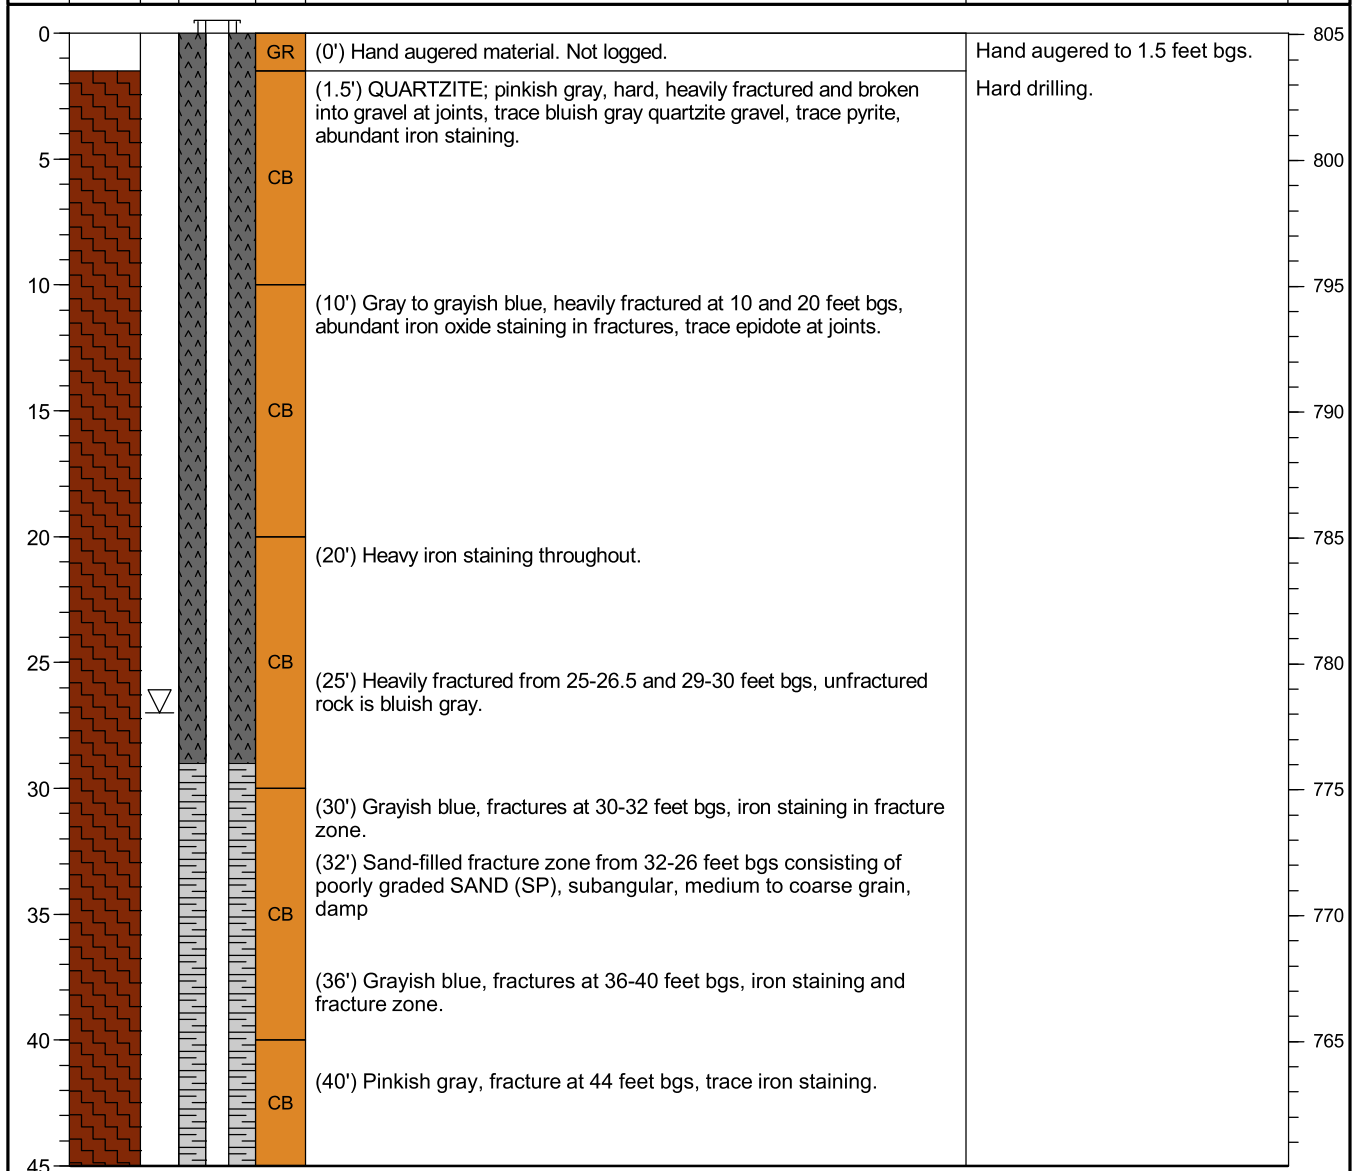 0
GR
(0') Hand augered material. Not logged.
Hand augered to 1.5 feet bgs.
805
(1.5') QUARTZITE; pinkish gray, hard, heavily fractured and broken
into gravel at joints, trace bluish gray quartzite gravel, trace pyrite,
abundant iron staining.
Hard drilling.
5
CB
800
10
795
(10') Gray to grayish blue, heavily fractured at 10 and 20 feet bgs,
abundant iron oxide staining in fractures, trace epidote at joints.
15
CB
790
20
785
(20') Heavy iron staining throughout.
25
CB
780
(25') Heavily fractured from 25-26.5 and 29-30 feet bgs, unfractured
rock is bluish gray.
30
775
(30') Grayish blue, fractures at 30-32 feet bgs, iron staining in fracture
zone.
(32') Sand-filled fracture zone from 32-26 feet bgs consisting of
poorly graded SAND (SP), subangular, medium to coarse grain,
damp
35
CB
770
(36') Grayish blue, fractures at 36-40 feet bgs, iron staining and
fracture zone.
40
765
(40') Pinkish gray, fracture at 44 feet bgs, trace iron staining.
CB
45